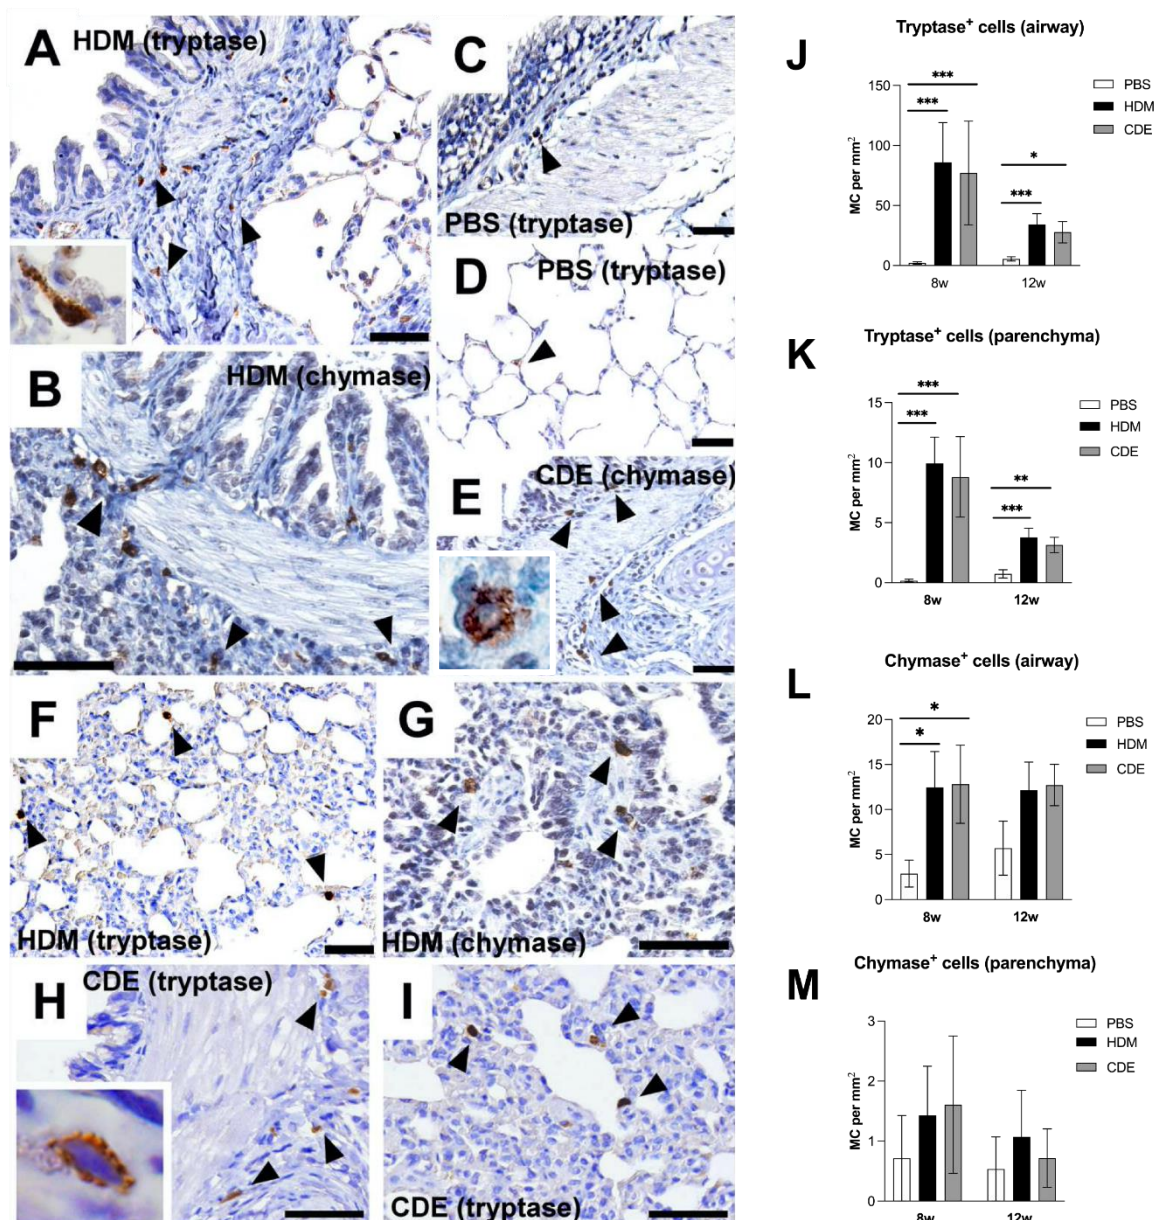 A
HDM (tryptase)
B
HDM (chymase)
C
PBS (tryptase)
D
PBS (tryptase)
E
CDE (chymase)
F
HDM (tryptase)
G
HDM (chymase)
H
CDE (tryptase)
I
CDE (tryptase)
J
Tryptase+ cells (airway)
MC per mm²
150
100
50
0
***
***
*
***
8w
12w
PBS
HDM
CDE
K
Tryptase+ cells (parenchyma)
MC per mm²
15
10
5
0
***
***
**
***
8w
12w
PBS
HDM
CDE
L
Chymase+ cells (airway)
MC per mm²
20
15
10
5
0
*
*
8w
12w
PBS
HDM
CDE
M
Chymase+ cells (parenchyma)
MC per mm²
3
2
1
0
8w
12w
PBS
HDM
CDE